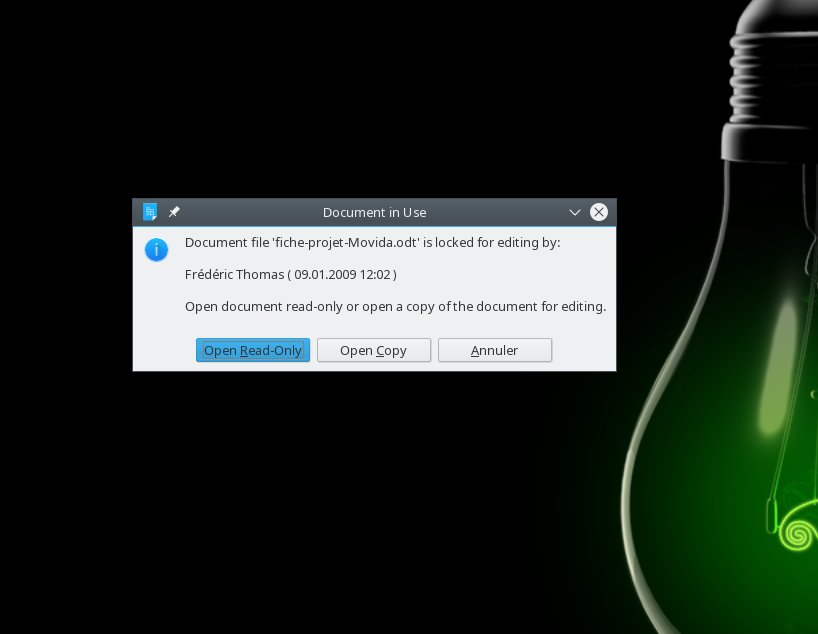 Document in Use
Document file 'fiche-projet-Movida.odt' is locked for editing by:
Frédéric Thomas ( 09.01.2009 12:02 )
Open document read-only or open a copy of the document for editing.
Open Read-Only Open Copy Annuler